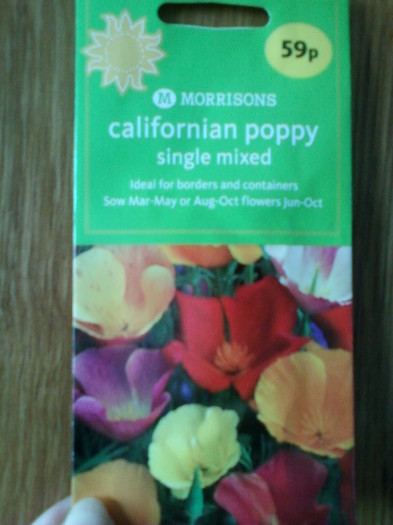 59p
M MORRISONS
californian poppy
single mixed
Ideal for borders and containers
Sow Mar-May or Aug-Oct flowers Jun-Oct